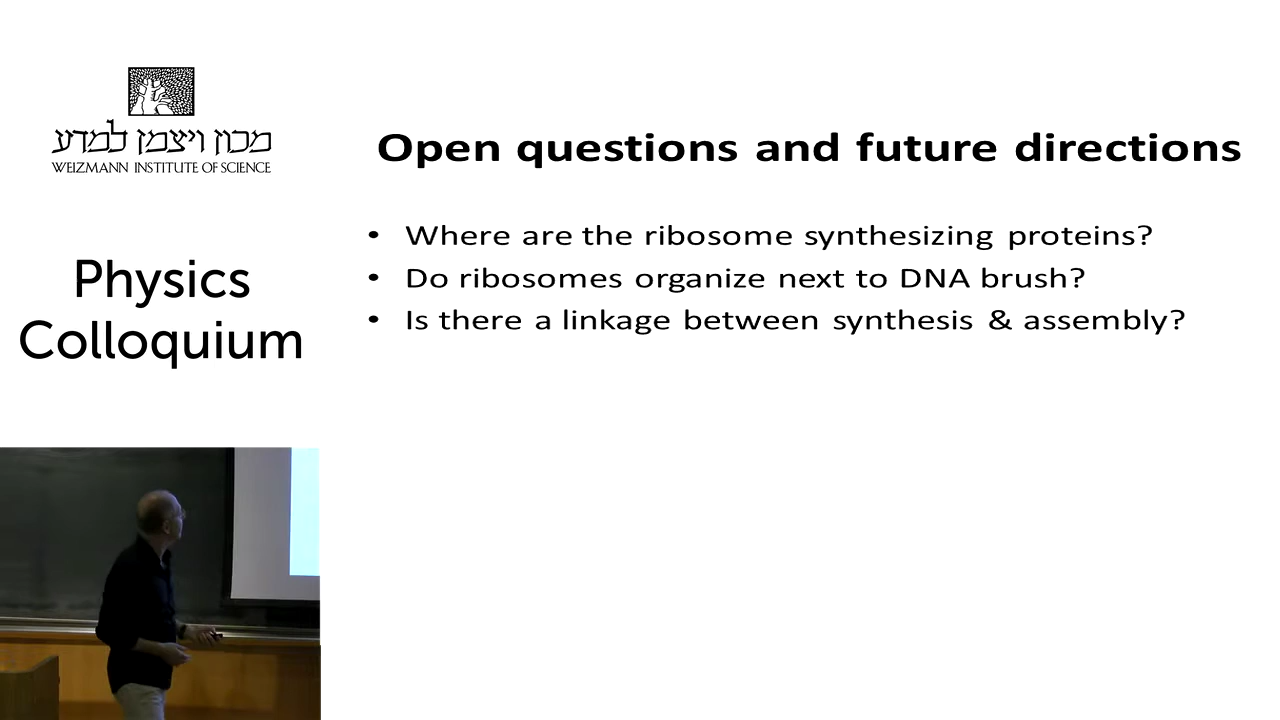 מכון ויצמן למדע
WEIZMANN INSTITUTE OF SCIENCE
Physics
Colloquium
Open questions and future directions
• Where are the ribosome synthesizing proteins?
• Do ribosomes organize next to DNA brush?
• Is there a linkage between synthesis & assembly?